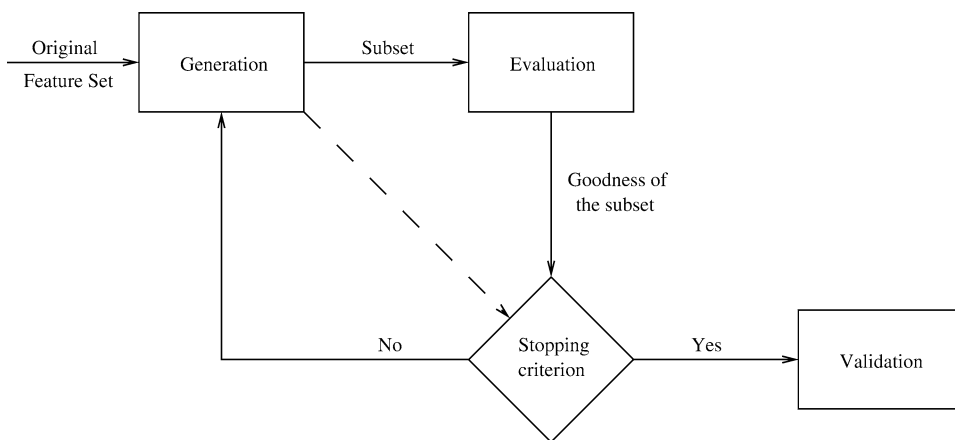 Original
Feature Set
Generation
Subset
Evaluation
Goodness of
the subset
No
Stopping
criterion
Yes
Validation